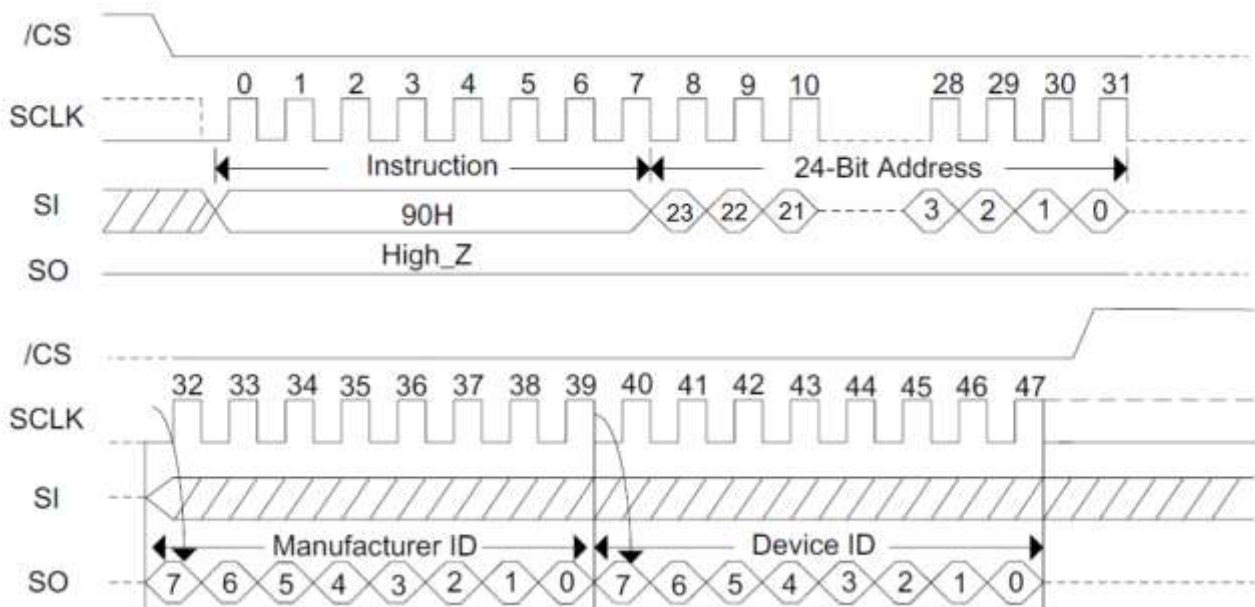 /CS
0 1 2 3 4 5 6 7 8 9 10 28 29 30 31
SCLK
Instruction 24-Bit Address
SI 90H 23 22 21 3 2 1 0
High_Z
SO
/CS
32 33 34 35 36 37 38 39 40 41 42 43 44 45 46 47
SCLK
SI
Manufacturer ID Device ID
SO 7 6 5 4 3 2 1 0 7 6 5 4 3 2 1 0